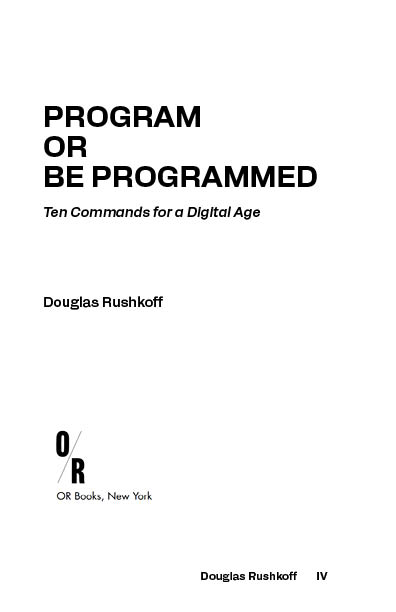 PROGRAM
OR
BE PROGRAMMED
Ten Commands for a Digital Age
Douglas Rushkoff
O/R
OR Books, New York
Douglas Rushkoff IV